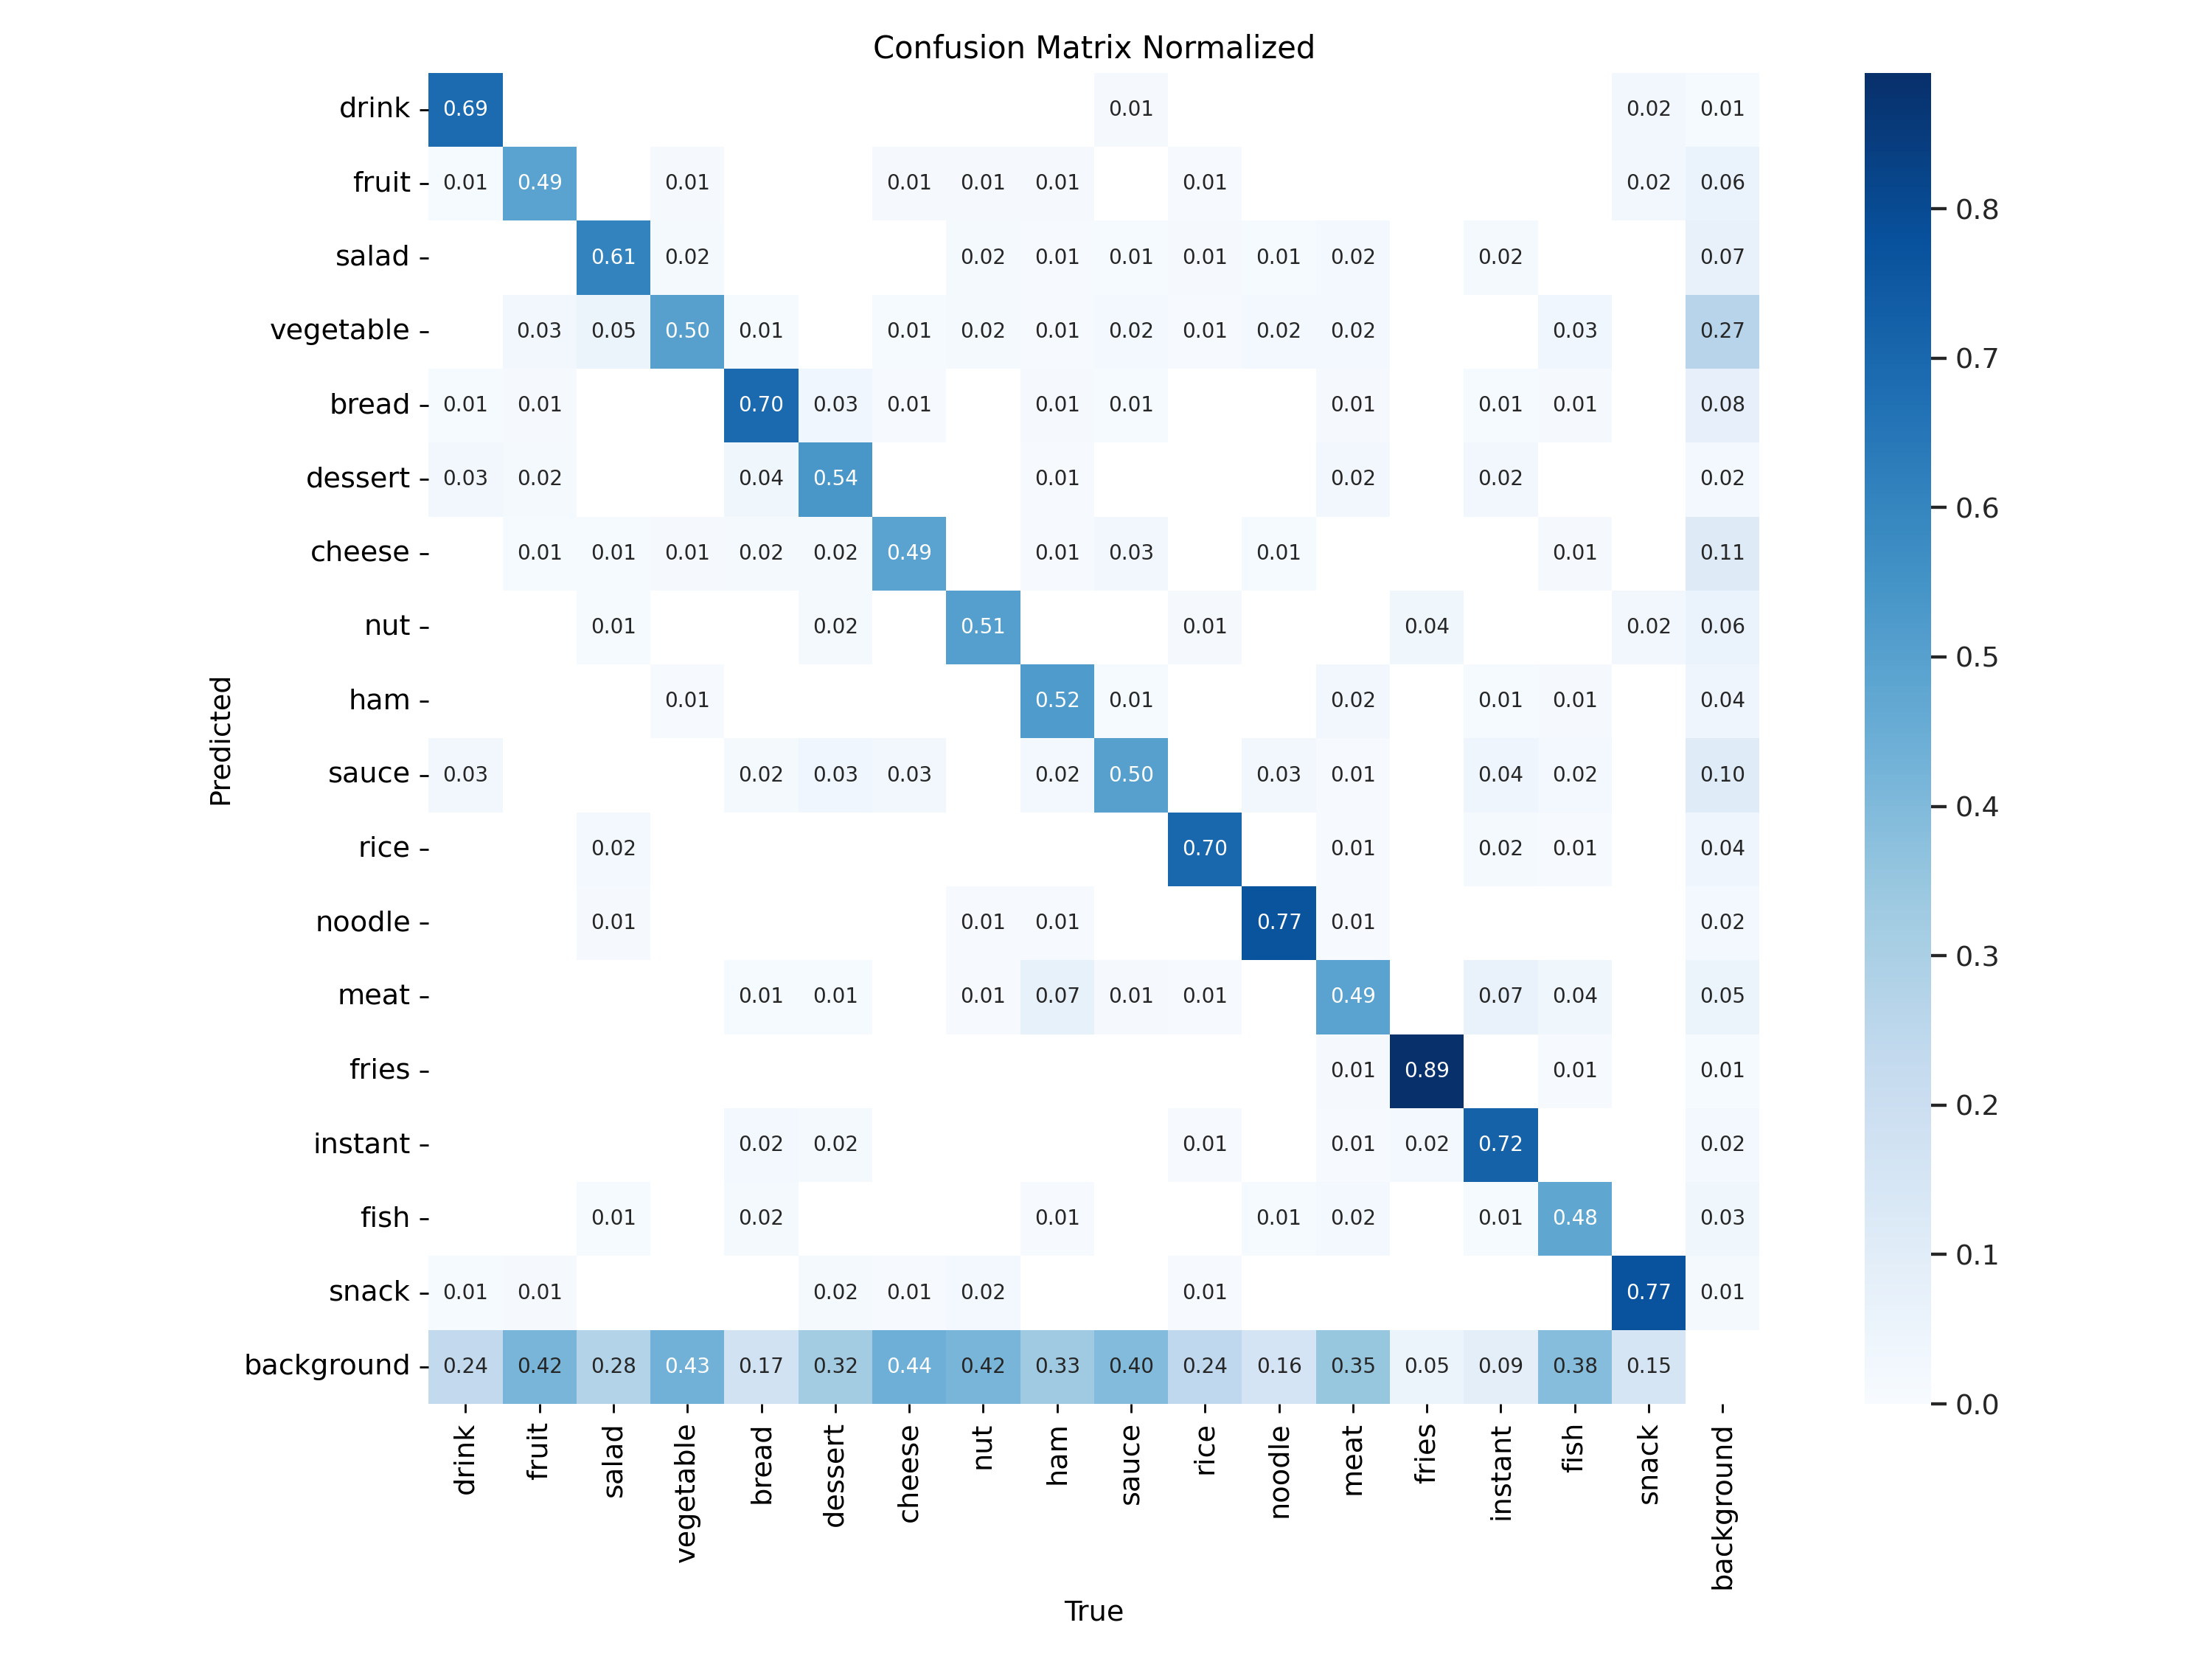 Confusion Matrix Normalized
drink 0.69 0.01 0.02 0.01
fruit 0.01 0.49 0.01 0.01 0.01 0.01 0.01 0.02 0.06
salad 0.61 0.02 0.02 0.01 0.01 0.01 0.01 0.02 0.02 0.07
vegetable 0.03 0.05 0.50 0.01 0.01 0.02 0.01 0.02 0.01 0.02 0.02 0.03 0.27
bread 0.01 0.01 0.70 0.03 0.01 0.01 0.01 0.01 0.01 0.01 0.08
dessert 0.03 0.02 0.04 0.54 0.01 0.02 0.02 0.02
cheese 0.01 0.01 0.01 0.02 0.02 0.49 0.01 0.03 0.01 0.01 0.11
nut 0.01 0.02 0.51 0.01 0.04 0.02 0.06
ham 0.01 0.52 0.01 0.02 0.01 0.01 0.04
sauce 0.03 0.02 0.03 0.03 0.02 0.50 0.03 0.01 0.04 0.02 0.10
rice 0.02 0.70 0.01 0.02 0.01 0.04
noodle 0.01 0.01 0.01 0.77 0.01 0.02
meat 0.01 0.01 0.01 0.07 0.01 0.01 0.49 0.07 0.04 0.05
fries 0.01 0.89 0.01 0.01
instant 0.02 0.02 0.01 0.01 0.02 0.72 0.02
fish 0.01 0.02 0.01 0.01 0.02 0.01 0.48 0.03
snack 0.01 0.01 0.02 0.01 0.02 0.01 0.77 0.01
background 0.24 0.42 0.28 0.43 0.17 0.32 0.44 0.42 0.33 0.40 0.24 0.16 0.35 0.05 0.09 0.38 0.15
Predicted
drink fruit salad vegetable bread dessert cheese nut ham sauce rice noodle meat fries instant fish snack background
True
0.8
0.7
0.6
0.5
0.4
0.3
0.2
0.1
0.0